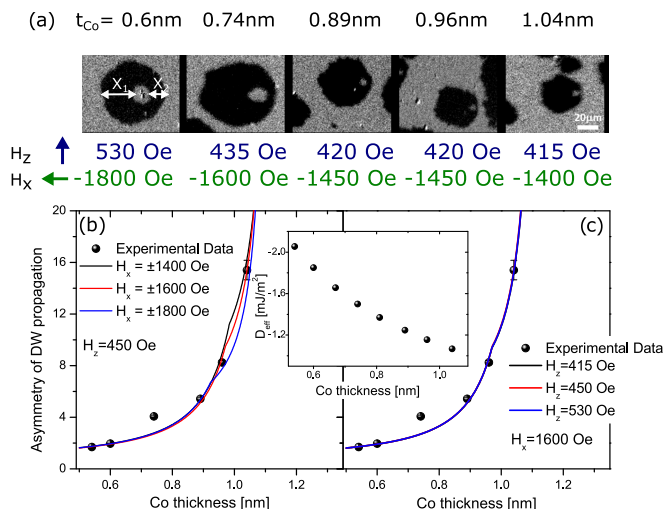 (a) t_Co= 0.6nm 0.74nm 0.89nm 0.96nm 1.04nm
X₁ X
20μm
H_Z 530 Oe 435 Oe 420 Oe 420 Oe 415 Oe
H_X -1800 Oe -1600 Oe -1450 Oe -1450 Oe -1400 Oe
Asymmetry of DW propagation
20
16
12
8
4
0
(b)
Experimental Data
H_x = ±1400 Oe
H_x = ±1600 Oe
H_x = ±1800 Oe
H_z=450 Oe
0.6 0.8 1.0 1.2
Co thickness [nm]
D_eff [mJ/m²]
-2.0
-1.6
-1.2
0.6 0.8 1.0
Co thickness [nm]
(c)
Experimental Data
H_z=415 Oe
H_z=450 Oe
H_z=530 Oe
H_x=1600 Oe
0.6 0.8 1.0 1.2
Co thickness [nm]